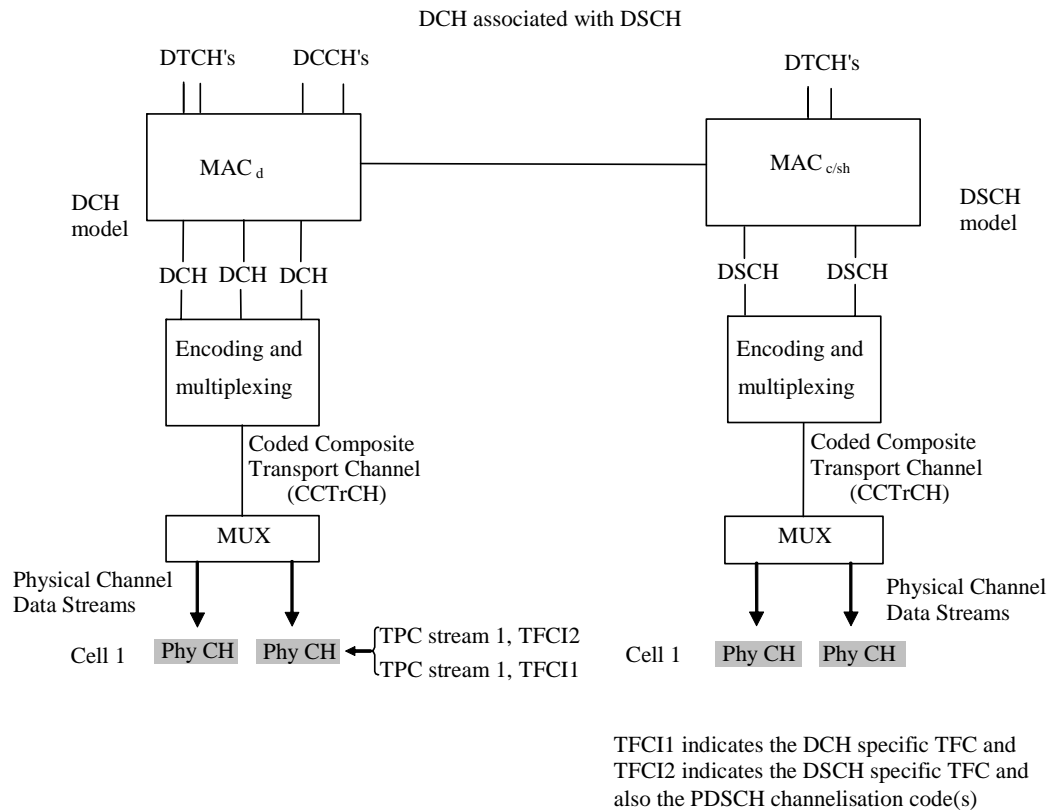 DCH associated with DSCH
DTCH's
DCCH's
DTCH's
MAC d
MAC c/sh
DCH
model
DSCH
model
DCH
DCH
DCH
DSCH
DSCH
Encoding and
multiplexing
Encoding and
multiplexing
Coded Composite
Transport Channel
(CCTrCH)
Coded Composite
Transport Channel
(CCTrCH)
MUX
MUX
Physical Channel
Data Streams
Physical Channel
Data Streams
Cell 1
Phy CH
Phy CH
TPC stream 1, TFCI2
TPC stream 1, TFCI1
Cell 1
Phy CH
Phy CH
TFCI1 indicates the DCH specific TFC and
TFCI2 indicates the DSCH specific TFC and
also the PDSCH channelisation code(s)